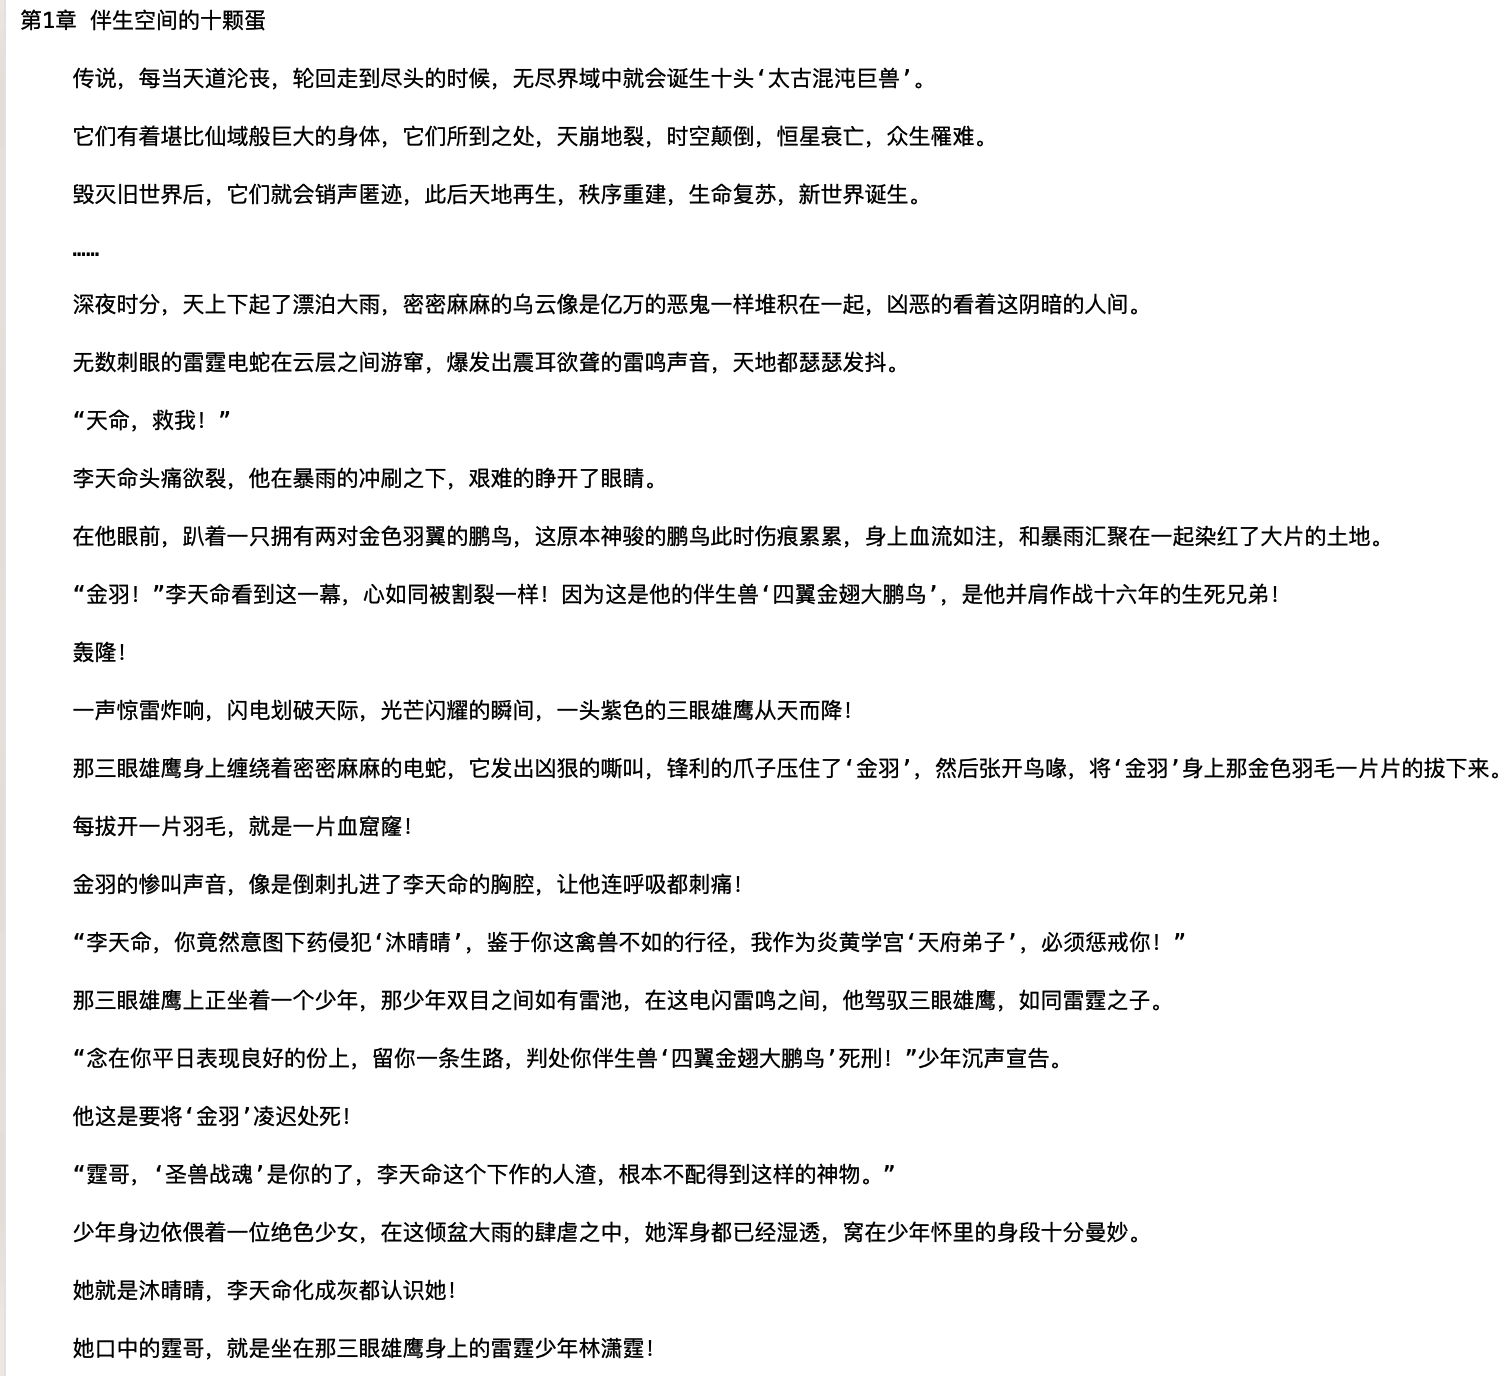 第1章 伴生空间的十颗蛋
传说，每当天道沦丧，轮回走到尽头的时候，无尽界域中就会诞生十头‘太古混沌巨兽’。
它们有着堪比仙域般巨大的身体，它们所到之处，天崩地裂，时空颠倒，恒星衰亡，众生罹难。
毁灭旧世界后，它们就会销声匿迹，此后天地再生，秩序重建，生命复苏，新世界诞生。
……
深夜时分，天上下起了漂泊大雨，密密麻麻的乌云像是亿万的恶鬼一样堆积在一起，凶恶的看着这阴暗的人间。
无数刺眼的雷霆电蛇在云层之间游窜，爆发出震耳欲聋的雷鸣声音，天地都瑟瑟发抖。
“天命，救我！”
李天命头痛欲裂，他在暴雨的冲刷之下，艰难的睁开了眼睛。
在他眼前，趴着一只拥有两对金色羽翼的鹏鸟，这原本神骏的鹏鸟此时伤痕累累，身上血流如注，和暴雨汇聚在一起染红了大片的土地。
“金羽！”李天命看到这一幕，心如同被割裂一样！因为这是他的伴生兽‘四翼金翅大鹏鸟’，是他并肩作战十六年的生死兄弟！
轰隆！
一声惊雷炸响，闪电划破天际，光芒闪耀的瞬间，一头紫色的三眼雄鹰从天而降！
那三眼雄鹰身上缠绕着密密麻麻的电蛇，它发出凶狠的嘶叫，锋利的爪子压住了‘金羽’，然后张开鸟喙，将‘金羽’身上那金色羽毛一片片的拔下来。
每拔开一片羽毛，就是一片血窟窿！
金羽的惨叫声音，像是倒刺扎进了李天命的胸腔，让他连呼吸都刺痛！
“李天命，你竟然意图下药侵犯‘沐晴晴’，鉴于你这禽兽不如的行径，我作为炎黄学宫‘天府弟子’，必须惩戒你！”
那三眼雄鹰上正坐着一个少年，那少年双目之间如有雷池，在这电闪雷鸣之间，他驾驭三眼雄鹰，如同雷霆之子。
“念在你平日表现良好的份上，留你一条生路，判处你伴生兽‘四翼金翅大鹏鸟’死刑！”少年沉声宣告。
他这是要将‘金羽’凌迟处死！
“霆哥，‘圣兽战魂’是你的了，李天命这个下作的人渣，根本不配得到这样的神物。”
少年身边依偎着一位绝色少女，在这倾盆大雨的肆虐之中，她浑身都已经湿透，窝在少年怀里的身段十分曼妙。
她就是沐晴晴，李天命化成灰都认识她！
她口中的霆哥，就是坐在那三眼雄鹰身上的雷霆少年林潇霆！